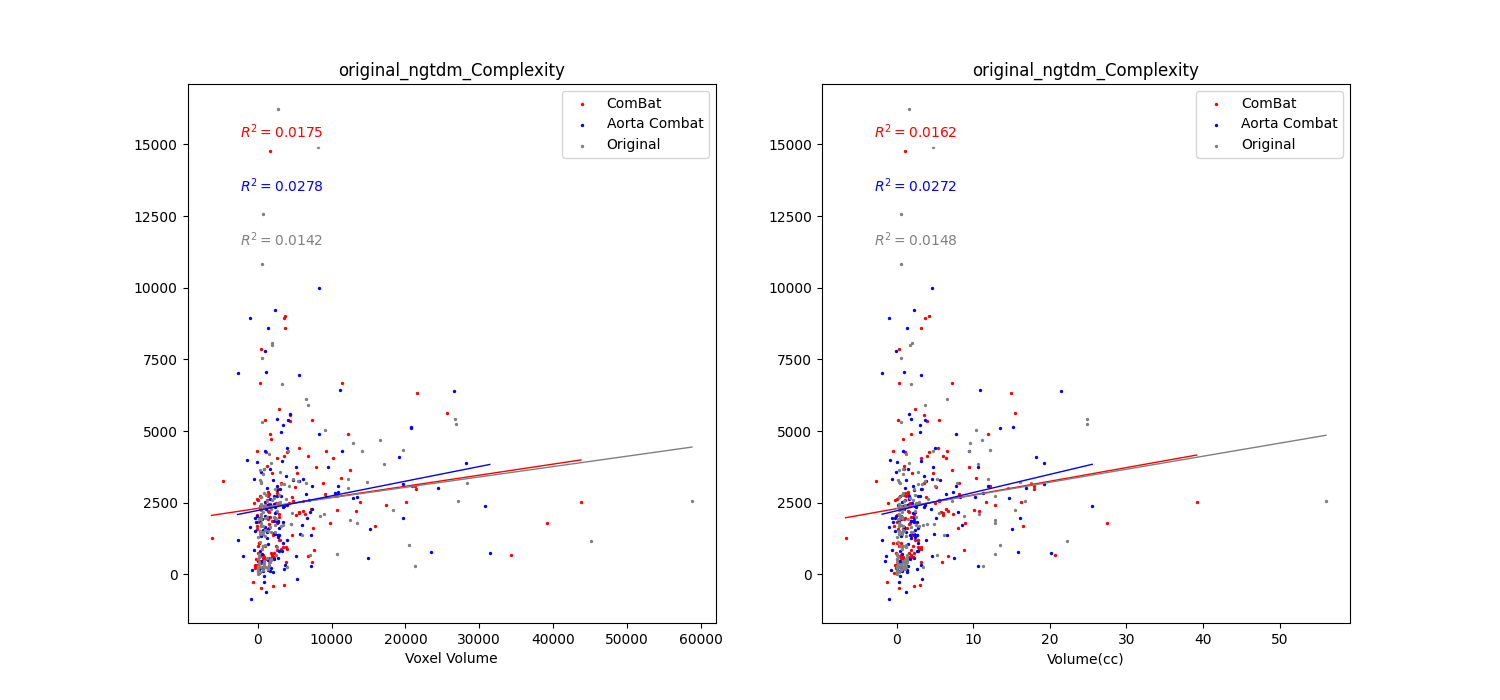 original_ngtdm_Complexity
ComBat
Aorta Combat
Original
R² = 0.0175
R² = 0.0278
R² = 0.0142
15000
12500
10000
7500
5000
2500
0
0 10000 20000 30000 40000 50000 60000
Voxel Volume
original_ngtdm_Complexity
ComBat
Aorta Combat
Original
R² = 0.0162
R² = 0.0272
R² = 0.0148
15000
12500
10000
7500
5000
2500
0
0 10 20 30 40 50
Volume(cc)